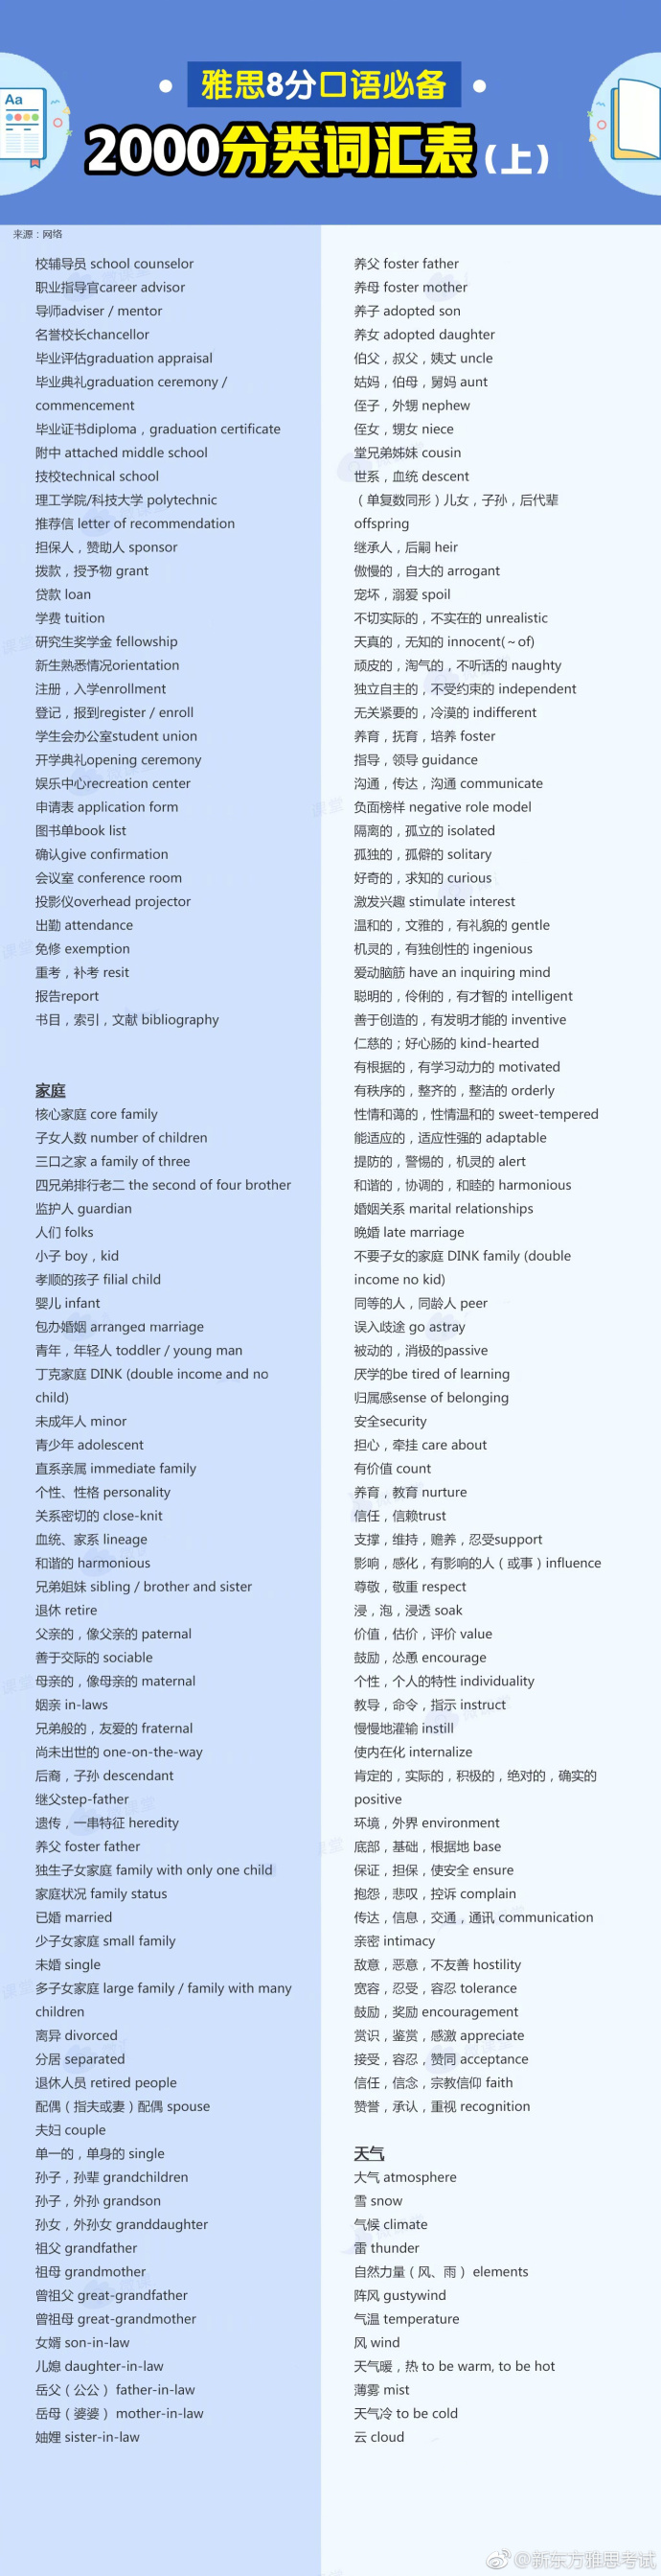 Aa
雅思8分口语必备
2000分类词汇表(上)
来源：网络
校辅导员 school counselor
职业指导官career advisor
导师adviser / mentor
名誉校长chancellor
毕业评估graduation appraisal
毕业典礼graduation ceremony /
commencement
毕业证书diploma，graduation certificate
附中 attached middle school
技校technical school
理工学院/科技大学 polytechnic
推荐信 letter of recommendation
担保人，赞助人 sponsor
拨款，授予物 grant
贷款 loan
学费 tuition
研究生奖学金 fellowship
新生熟悉情况orientation
注册，入学enrollment
登记，报到register / enroll
学生会办公室student union
开学典礼opening ceremony
娱乐中心recreation center
申请表 application form
图书单book list
确认give confirmation
会议室 conference room
投影仪overhead projector
出勤 attendance
免修 exemption
重考，补考 resit
报告report
书目，索引，文献 bibliography
家庭
核心家庭 core family
子女人数 number of children
三口之家 a family of three
四兄弟排行老二 the second of four brother
监护人 guardian
人们 folks
小子 boy，kid
孝顺的孩子 filial child
婴儿 infant
包办婚姻 arranged marriage
青年，年轻人 toddler / young man
丁克家庭 DINK (double income and no
child)
未成年人 minor
青少年 adolescent
直系亲属 immediate family
个性、性格 personality
关系密切的 close-knit
血统、家系 lineage
和谐的 harmonious
兄弟姐妹 sibling / brother and sister
退休 retire
父亲的，像父亲的 paternal
善于交际的 sociable
母亲的，像母亲的 maternal
姻亲 in-laws
兄弟般的，友爱的 fraternal
尚未出世的 one-on-the-way
后裔，子孙 descendant
继父step-father
遗传，一串特征 heredity
养父 foster father
独生子女家庭 family with only one child
家庭状况 family status
已婚 married
少子女家庭 small family
未婚 single
多子女家庭 large family / family with many
children
离异 divorced
分居 separated
退休人员 retired people
配偶（指夫或妻）配偶 spouse
夫妇 couple
单一的，单身的 single
孙子，孙辈 grandchildren
孙子，外孙 grandson
孙女，外孙女 granddaughter
祖父 grandfather
祖母 grandmother
曾祖父 great-grandfather
曾祖母 great-grandmother
女婿 son-in-law
儿媳 daughter-in-law
岳父（公公） father-in-law
岳母（婆婆） mother-in-law
妯娌 sister-in-law
养父 foster father
养母 foster mother
养子 adopted son
养女 adopted daughter
伯父，叔父，姨丈 uncle
姑妈，伯母，舅妈 aunt
侄子，外甥 nephew
侄女，甥女 niece
堂兄弟姊妹 cousin
世系，血统 descent
（单复数同形）儿女，子孙，后代辈
offspring
继承人，后嗣 heir
傲慢的，自大的 arrogant
宠坏，溺爱 spoil
不切实际的，不实在的 unrealistic
天真的，无知的 innocent(～of)
顽皮的，淘气的，不听话的 naughty
独立自主的，不受约束的 independent
无关紧要的，冷漠的 indifferent
养育，抚育，培养 foster
指导，领导 guidance
沟通，传达，沟通 communicate
负面榜样 negative role model
隔离的，孤立的 isolated
孤独的，孤僻的 solitary
好奇的，求知的 curious
激发兴趣 stimulate interest
温和的，文雅的，有礼貌的 gentle
机灵的，有独创性的 ingenious
爱动脑筋 have an inquiring mind
聪明的，伶俐的，有才智的 intelligent
善于创造的，有发明才能的 inventive
仁慈的；好心肠的 kind-hearted
有根据的，有学习动力的 motivated
有秩序的，整齐的，整洁的 orderly
性情和蔼的，性情温和的 sweet-tempered
能适应的，适应性强的 adaptable
提防的，警惕的，机灵的 alert
和谐的，协调的，和睦的 harmonious
婚姻关系 marital relationships
晚婚 late marriage
不要子女的家庭 DINK family (double
income no kid)
同等的人，同龄人 peer
误入歧途 go astray
被动的，消极的passive
厌学的be tired of learning
归属感sense of belonging
安全security
担心，牵挂 care about
有价值 count
养育，教育 nurture
信任，信赖trust
支撑，维持，赡养，忍受support
影响，感化，有影响的人（或事）influence
尊敬，敬重 respect
浸，泡，浸透 soak
价值，估价，评价 value
鼓励，怂恿 encourage
个性，个人的特性 individuality
教导，命令，指示 instruct
慢慢地灌输 instill
使内在化 internalize
肯定的，实际的，积极的，绝对的，确实的
positive
环境，外界 environment
底部，基础，根据地 base
保证，担保，使安全 ensure
抱怨，悲叹，控诉 complain
传达，信息，交通，通讯 communication
亲密 intimacy
敌意，恶意，不友善 hostility
宽容，忍受，容忍 tolerance
鼓励，奖励 encouragement
赏识，鉴赏，感激 appreciate
接受，容忍，赞同 acceptance
信任，信念，宗教信仰 faith
赞誉，承认，重视 recognition
天气
大气 atmosphere
雪 snow
气候 climate
雷 thunder
自然力量（风、雨） elements
阵风 gustywind
气温 temperature
风 wind
天气暖，热 to be warm, to be hot
薄雾 mist
天气冷 to be cold
云 cloud
@新东方雅思考试